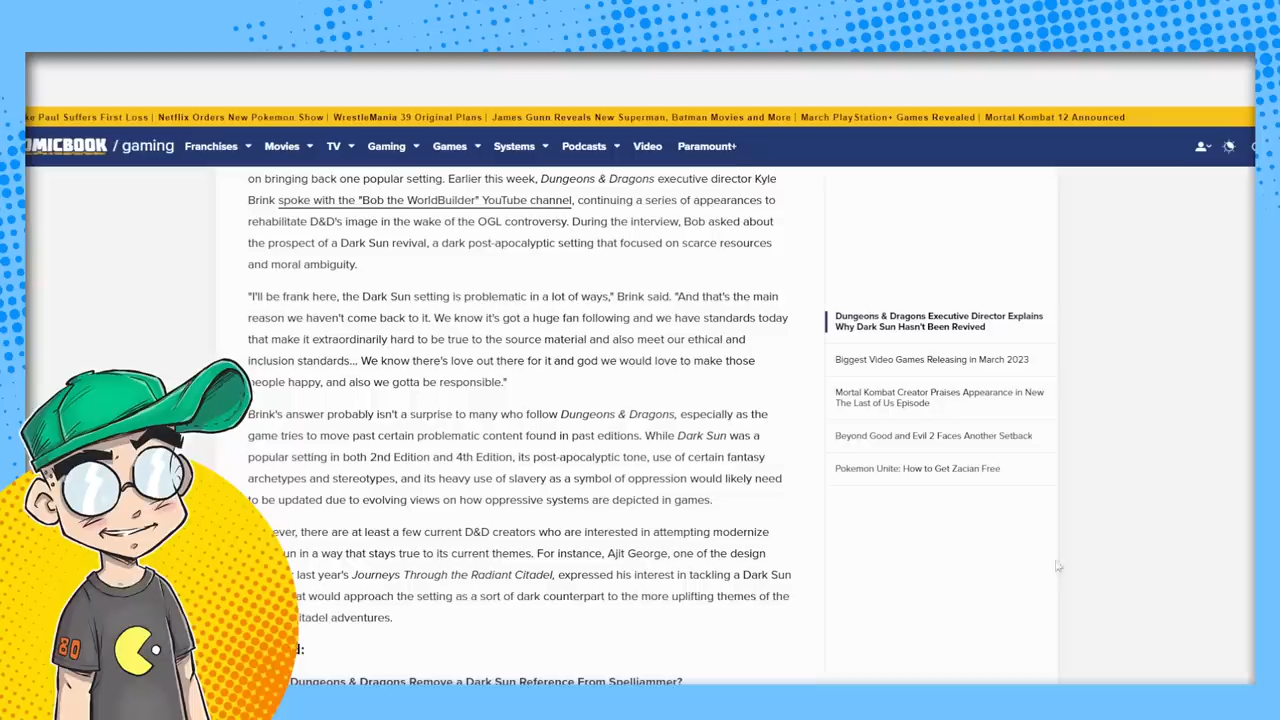 ke Paul Suffers First Loss | Netflix Orders New Pokemon Show | WrestleMania 39 Original Plans | James Gunn Reveals New Superman, Batman Movies and More | March PlayStation+ Games Revealed | Mortal Kombat 12 Announced
OMICBOOK / gaming Franchises Movies TV Gaming Games Systems Podcasts Video Paramount+
on bringing back one popular setting. Earlier this week, Dungeons & Dragons executive director Kyle
Brink spoke with the "Bob the WorldBuilder" YouTube channel, continuing a series of appearances to
rehabilitate D&D's image in the wake of the OGL controversy. During the interview, Bob asked about
the prospect of a Dark Sun revival, a dark post-apocalyptic setting that focused on scarce resources
and moral ambiguity.
"I'll be frank here, the Dark Sun setting is problematic in a lot of ways," Brink said. "And that's the main
reason we haven't come back to it. We know it's got a huge fan following and we have standards today
that make it extraordinarily hard to be true to the source material and also meet our ethical and
inclusion standards... We know there's love out there for it and god we would love to make those
people happy, and also we gotta be responsible."
Brink's answer probably isn't a surprise to many who follow Dungeons & Dragons, especially as the
game tries to move past certain problematic content found in past editions. While Dark Sun was a
popular setting in both 2nd Edition and 4th Edition, its post-apocalyptic tone, use of certain fantasy
archetypes and stereotypes, and its heavy use of slavery as a symbol of oppression would likely need
to be updated due to evolving views on how oppressive systems are depicted in games.
ever, there are at least a few current D&D creators who are interested in attempting modernize
un in a way that stays true to its current themes. For instance, Ajit George, one of the design
last year's Journeys Through the Radiant Citadel, expressed his interest in tackling a Dark Sun
at would approach the setting as a sort of dark counterpart to the more uplifting themes of the
itadel adventures.
d:
Dungeons & Dragons Remove a Dark Sun Reference From Spelljammer?
Dungeons & Dragons Executive Director Explains
Why Dark Sun Hasn't Been Revived
Biggest Video Games Releasing in March 2023
Mortal Kombat Creator Praises Appearance in New
The Last of Us Episode
Beyond Good and Evil 2 Faces Another Setback
Pokemon Unite: How to Get Zacian Free
80